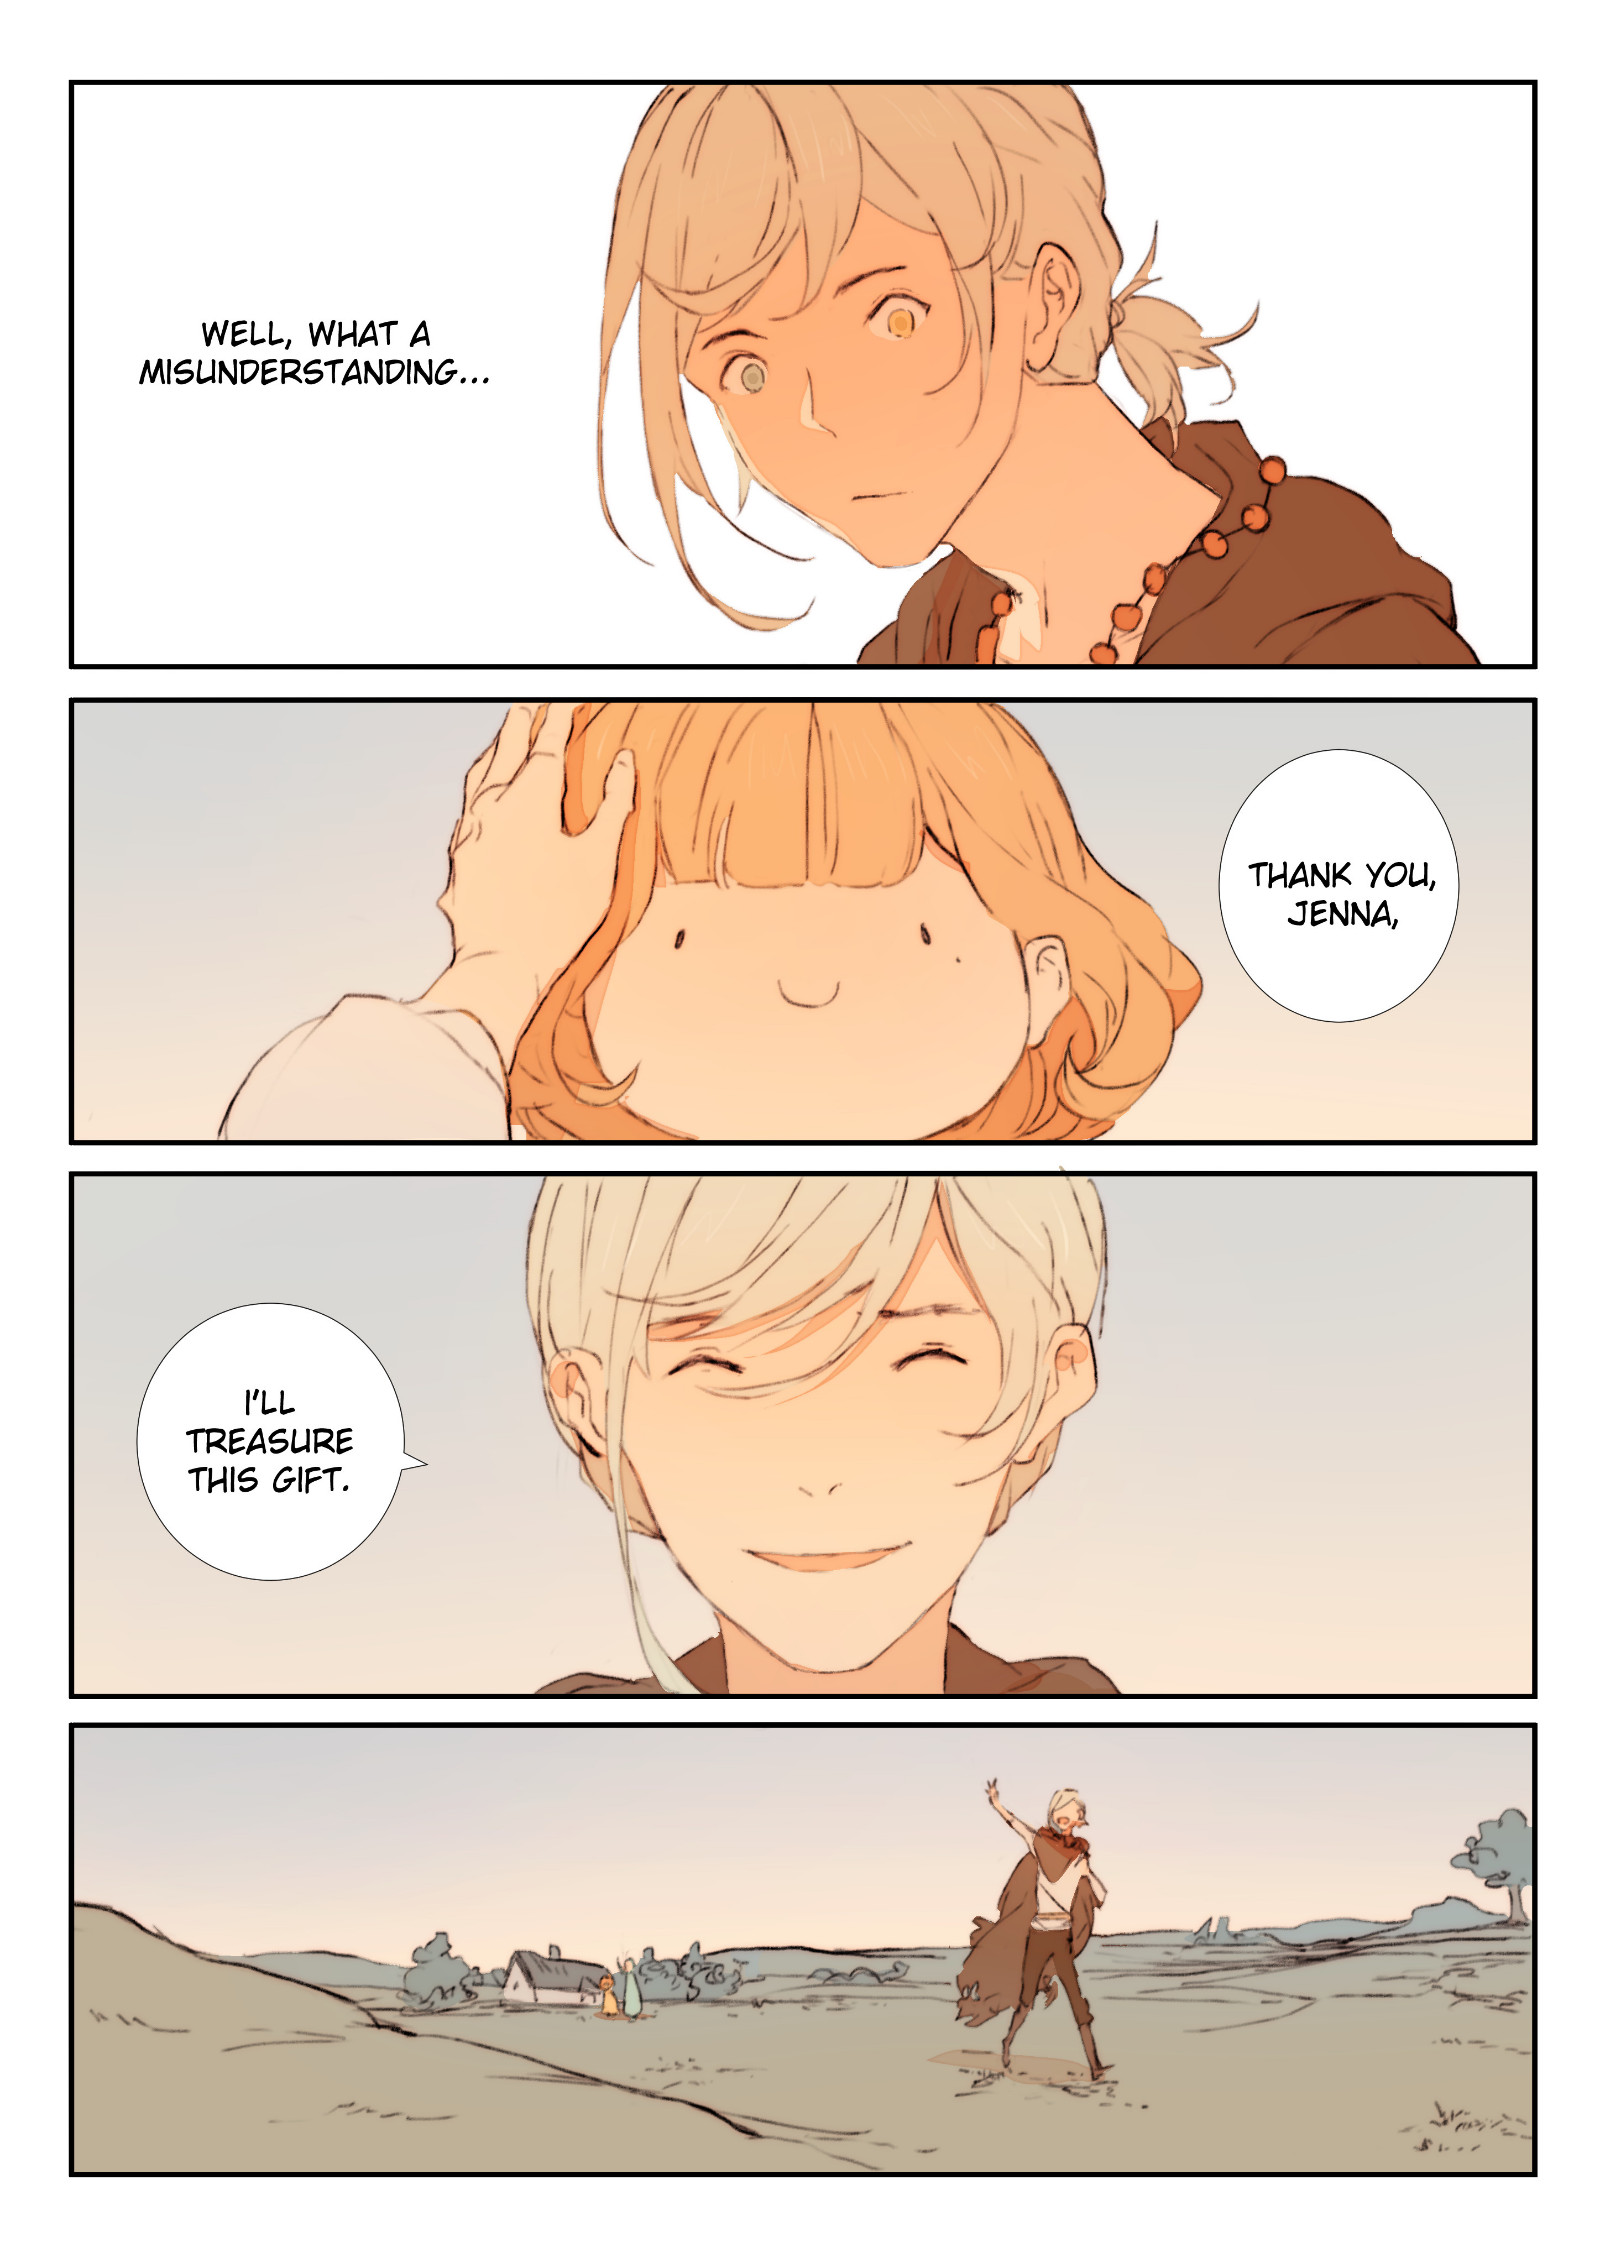 WELL, WHAT A
MISUNDERSTANDING...
THANK YOU,
JENNA,
I'LL
TREASURE
THIS GIFT.